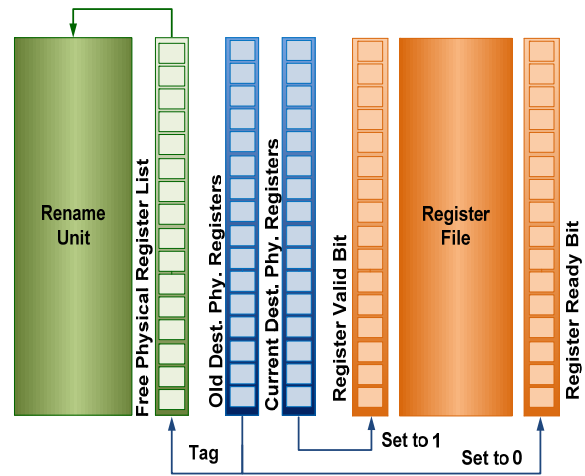 Rename
Unit
Free Physical Register List
Old Dest. Phy. Registers
Current Dest. Phy. Registers
Register Valid Bit
Register
File
Register Ready Bit
Tag
Set to 1
Set to 0